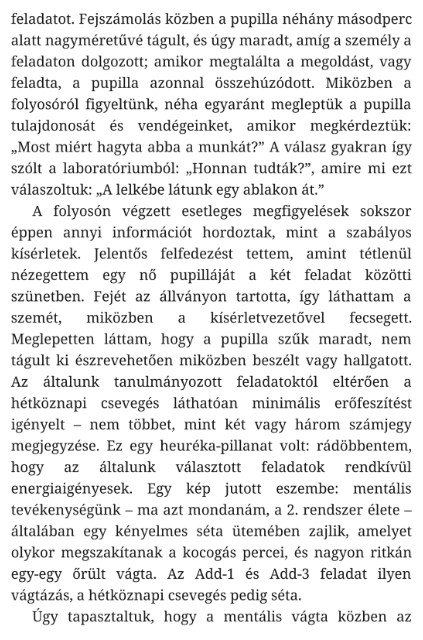 feladatot. Fejszámolás közben a pupilla néhány másodperc
alatt nagyméretűvé tágult, és úgy maradt, amíg a személy a
feladaton dolgozott; amikor megtalálta a megoldást, vagy
feladta, a pupilla azonnal összehúzódott. Miközben a
folyosóról figyeltünk, néha egyaránt megleptük a pupilla
tulajdonosát és vendégeinket, amikor megkérdeztük:
„Most miért hagyta abba a munkát?” A válasz gyakran így
szólt a laboratóriumból: „Honnan tudták?”, amire mi ezt
válaszoltuk: „A lelkébe látunk egy ablakon át.”
A folyosón végzett esetleges megfigyelések sokszor
éppen annyi információt hordoztak, mint a szabályos
kísérletek. Jelentős felfedezést tettem, amint tétlenül
nézegettem egy nő pupilláját a két feladat közötti
szünetben. Fejét az állványon tartotta, így láthattam a
szemét, miközben a kísérletvezetővel fecsegett.
Meglepetten láttam, hogy a pupilla szűk maradt, nem
tágult ki észrevehetően miközben beszélt vagy hallgatott.
Az általunk tanulmányozott feladatoktól eltérően a
hétköznapi csevegés láthatóan minimális erőfeszítést
igényelt – nem többet, mint két vagy három számjegy
megjegyzése. Ez egy heuréka-pillanat volt: rádöbbentem,
hogy az általunk választott feladatok rendkívül
energiaigényesek. Egy kép jutott eszembe: mentális
tevékenységünk – ma azt mondanám, a 2. rendszer élete –
általában egy kényelmes séta ütemében zajlik, amelyet
olykor megszakítanak a kocogás percei, és nagyon ritkán
egy-egy őrült vágta. Az Add-1 és Add-3 feladat ilyen
vágtázás, a hétköznapi csevegés pedig séta.
Úgy tapasztaltuk, hogy a mentális vágta közben az